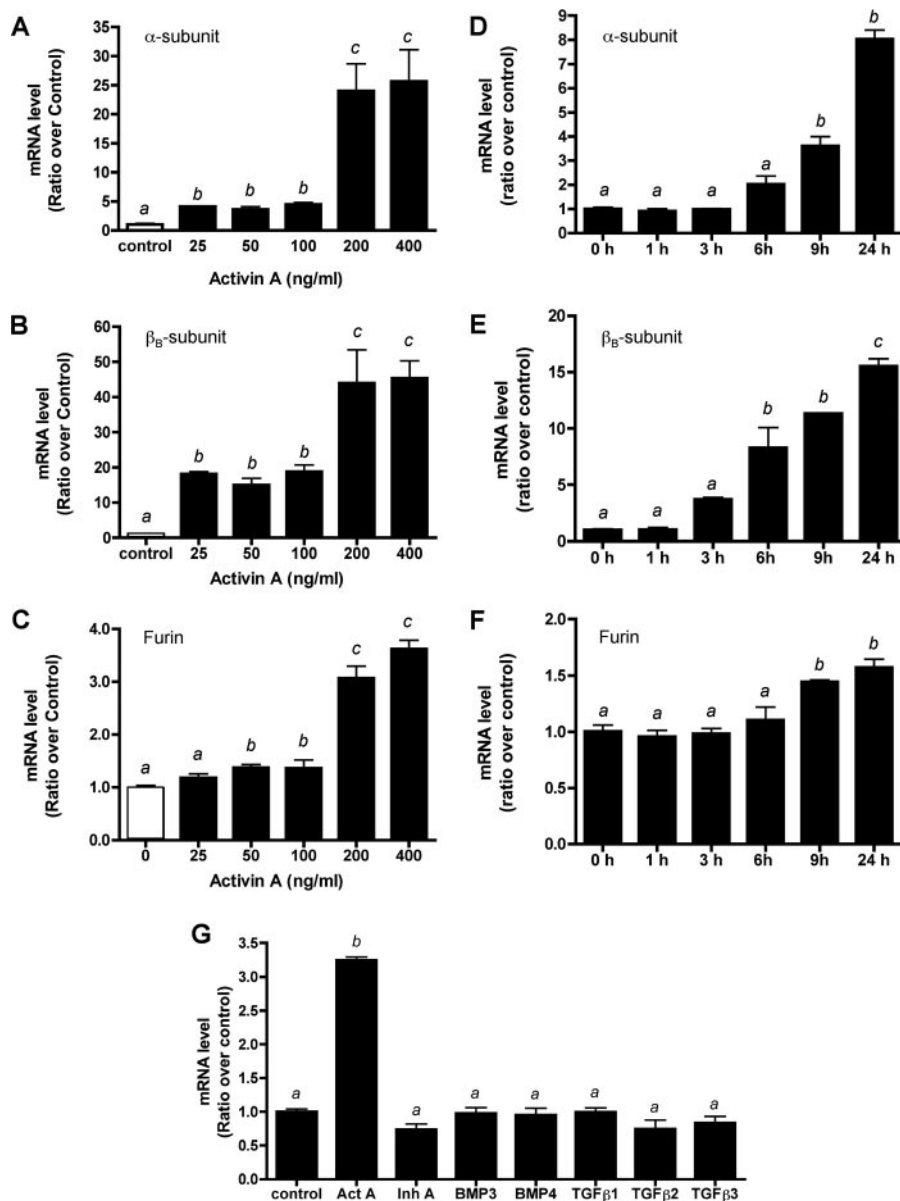 A
α-subunit
mRNA level
(Ratio over Control)
30
25
20
15
10
5
0
a
b
b
b
c
c
control 25 50 100 200 400
Activin A (ng/ml)
D
α-subunit
mRNA level
(ratio over control)
9
8
7
6
5
4
3
2
1
0
a
a
a
a
b
b
0 h 1 h 3 h 6h 9h 24 h
B
βB-subunit
mRNA level
(Ratio over Control)
60
50
40
30
20
10
0
a
b
b
b
c
c
control 25 50 100 200 400
Activin A (ng/ml)
E
βB-subunit
mRNA level
(ratio over control)
20
15
10
5
0
a
a
a
b
b
c
0 h 1 h 3 h 6h 9h 24 h
C
Furin
mRNA level
(Ratio over Control)
4.0
3.0
2.0
1.0
0.0
a
a
b
b
c
c
0 25 50 100 200 400
Activin A (ng/ml)
F
Furin
mRNA level
(ratio over control)
2.0
1.5
1.0
0.5
0.0
a
a
a
a
b
b
0 h 1 h 3 h 6h 9h 24 h
G
mRNA level
(Ratio over control)
3.5
3.0
2.5
2.0
1.5
1.0
0.5
0.0
a
b
a
a
a
a
a
a
control Act A Inh A BMP3 BMP4 TGFβ1 TGFβ2 TGFβ3